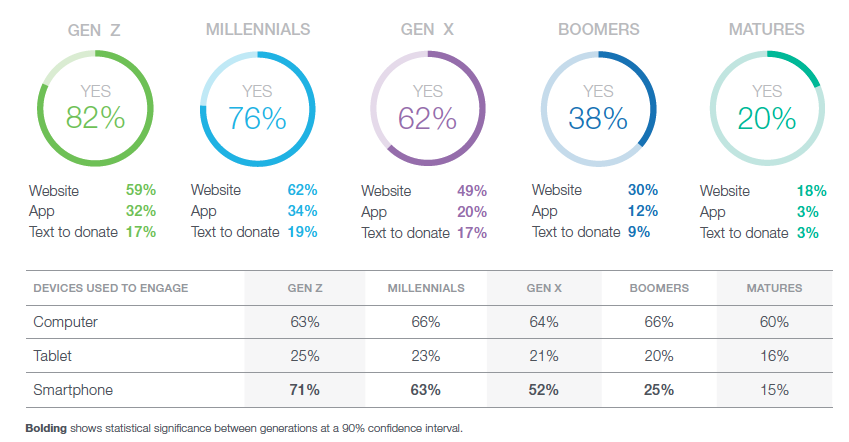 GEN Z MILLENNIALS GEN X BOOMERS MATURES
YES YES YES YES YES
82% 76% 62% 38% 20%
Website 59% Website 62% Website 49% Website 30% Website 18%
App 32% App 34% App 20% App 12% App 3%
Text to donate 17% Text to donate 19% Text to donate 17% Text to donate 9% Text to donate 3%
DEVICES USED TO ENGAGE GEN Z MILLENNIALS GEN X BOOMERS MATURES
Computer 63% 66% 64% 66% 60%
Tablet 25% 23% 21% 20% 16%
Smartphone 71% 63% 52% 25% 15%
Bolding shows statistical significance between generations at a 90% confidence interval.